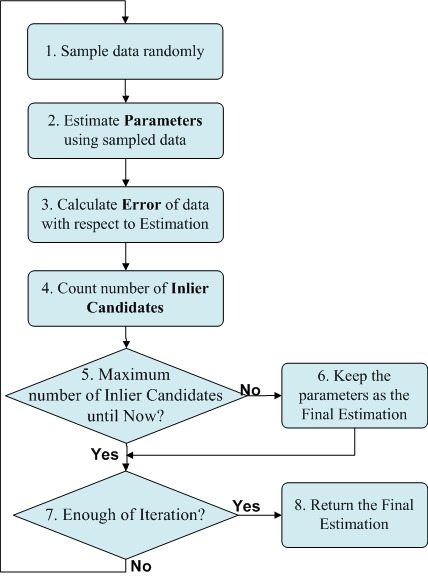 1. Sample data randomly
2. Estimate Parameters
using sampled data
3. Calculate Error of data
with respect to Estimation
4. Count number of Inlier
Candidates
5. Maximum
number of Inlier Candidates
until Now?
No
6. Keep the
parameters as the
Final Estimation
Yes
7. Enough of Iteration?
Yes
8. Return the Final
Estimation
No